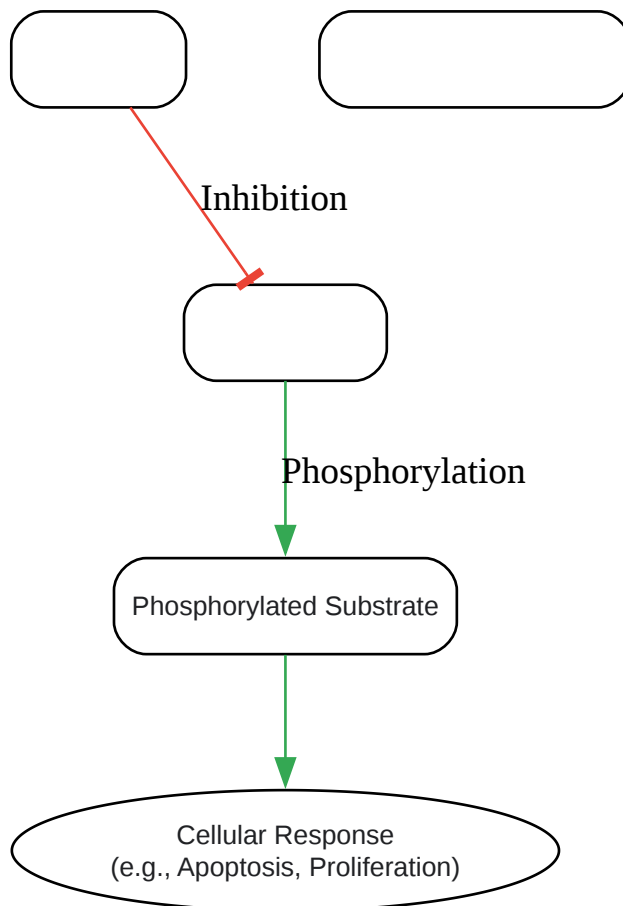 Inhibition
Phosphorylation
Phosphorylated Substrate
Cellular Response
(e.g., Apoptosis, Proliferation)